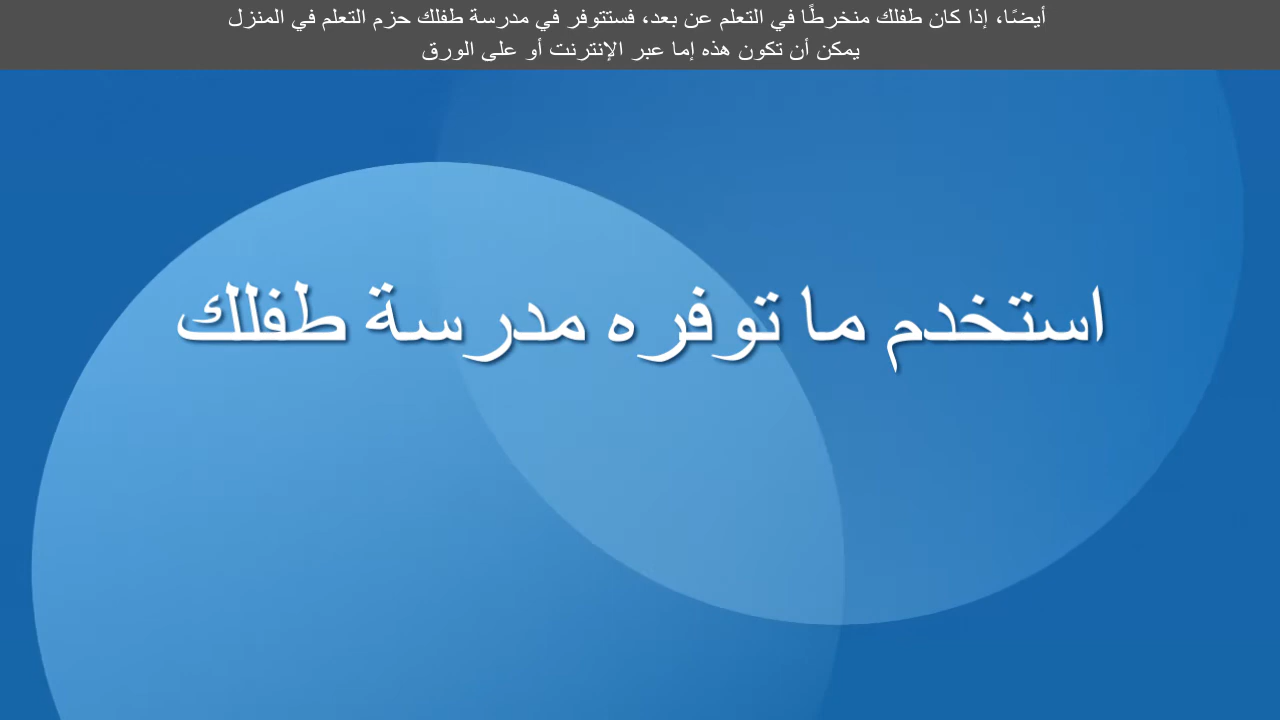 أيضًا، إذا كان طفلك منخرطًا في التعلم عن بعد، فستتوفر في مدرسة طفلك حزم التعلم في المنزل
يمكن أن تكون هذه إما عبر الإنترنت أو على الورق
استخدم ما توفره مدرسة طفلك